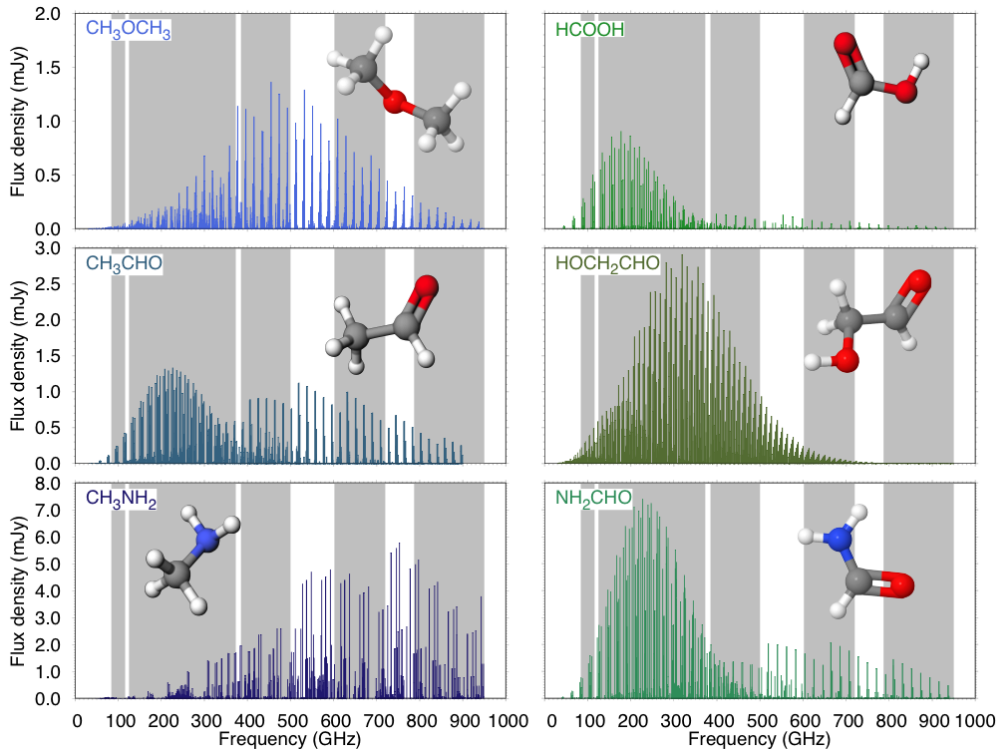 CH3OCH3
HCOOH
Flux density (mJy)
2.0
1.5
1.0
0.5
0.0
CH3CHO
HOCH2CHO
Flux density (mJy)
3.0
2.5
2.0
1.5
1.0
0.5
0.0
CH3NH2
NH2CHO
Flux density (mJy)
8.0
7.0
6.0
5.0
4.0
3.0
2.0
1.0
0.0
0 100 200 300 400 500 600 700 800 900 1000
0 100 200 300 400 500 600 700 800 900 1000
Frequency (GHz)
Frequency (GHz)